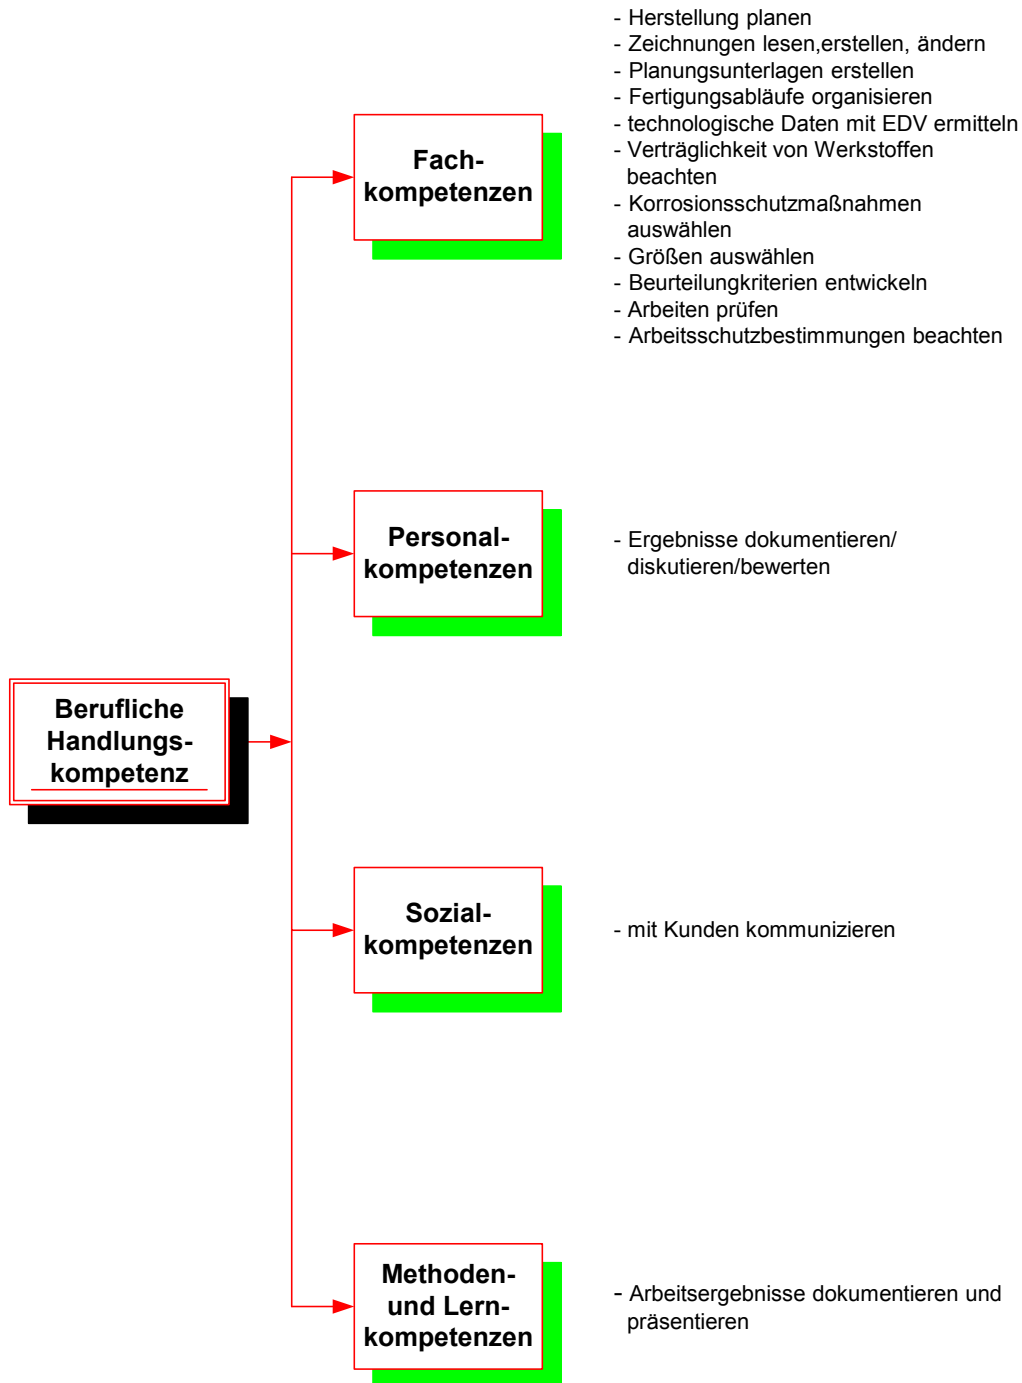 - Herstellung planen
- Zeichnungen lesen,erstellen, ändern
- Planungsunterlagen erstellen
- Fertigungsabläufe organisieren
- technologische Daten mit EDV ermitteln
- Verträglichkeit von Werkstoffen
beachten
- Korrosionsschutzmaßnahmen
auswählen
- Größen auswählen
- Beurteilungkriterien entwickeln
- Arbeiten prüfen
- Arbeitsschutzbestimmungen beachten
Fach-
kompetenzen
Personal-
kompetenzen
- Ergebnisse dokumentieren/
diskutieren/bewerten
Berufliche
Handlungs-
kompetenz
Sozial-
kompetenzen
- mit Kunden kommunizieren
Methoden-
und Lern-
kompetenzen
- Arbeitsergebnisse dokumentieren und
präsentieren